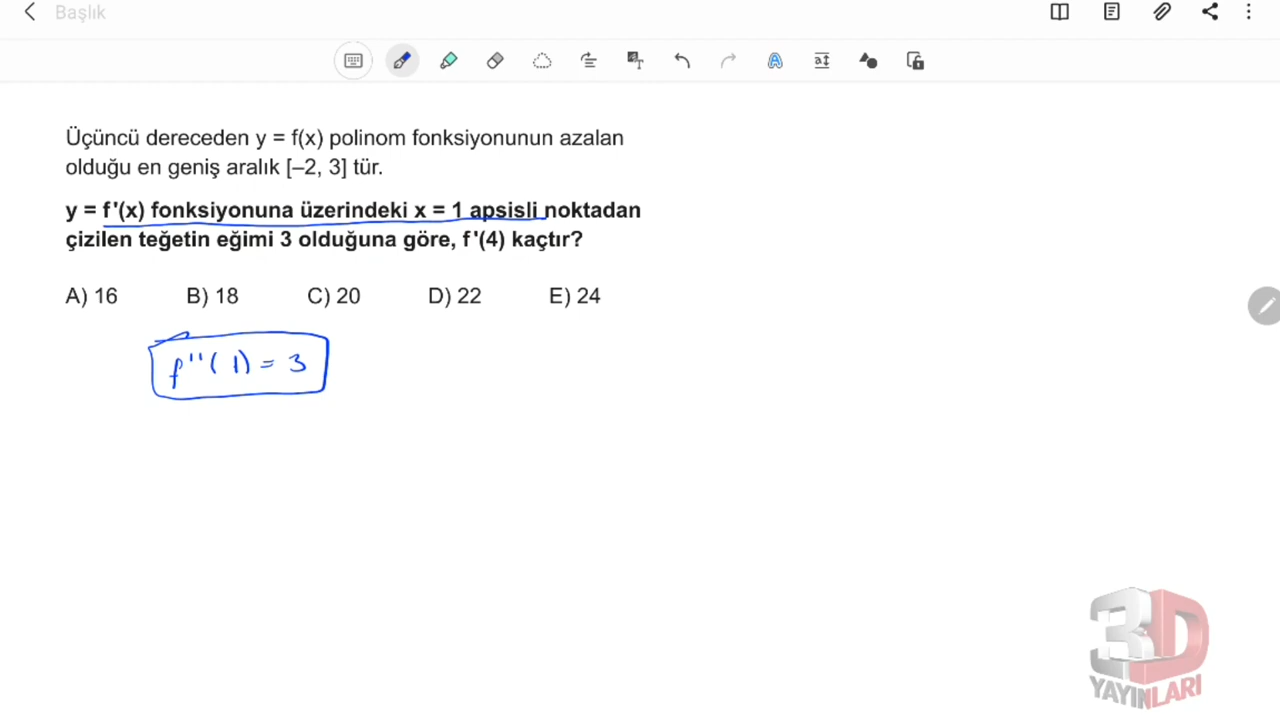 Başlık
Üçüncü dereceden y = f(x) polinom fonksiyonunun azalan
olduğu en geniş aralık [–2, 3] tür.
y = f'(x) fonksiyonuna üzerindeki x = 1 apsisli noktadan
çizilen teğetin eğimi 3 olduğuna göre, f'(4) kaçtır?
A) 16 B) 18 C) 20 D) 22 E) 24
f''(1) = 3
3D
YAYINLARI